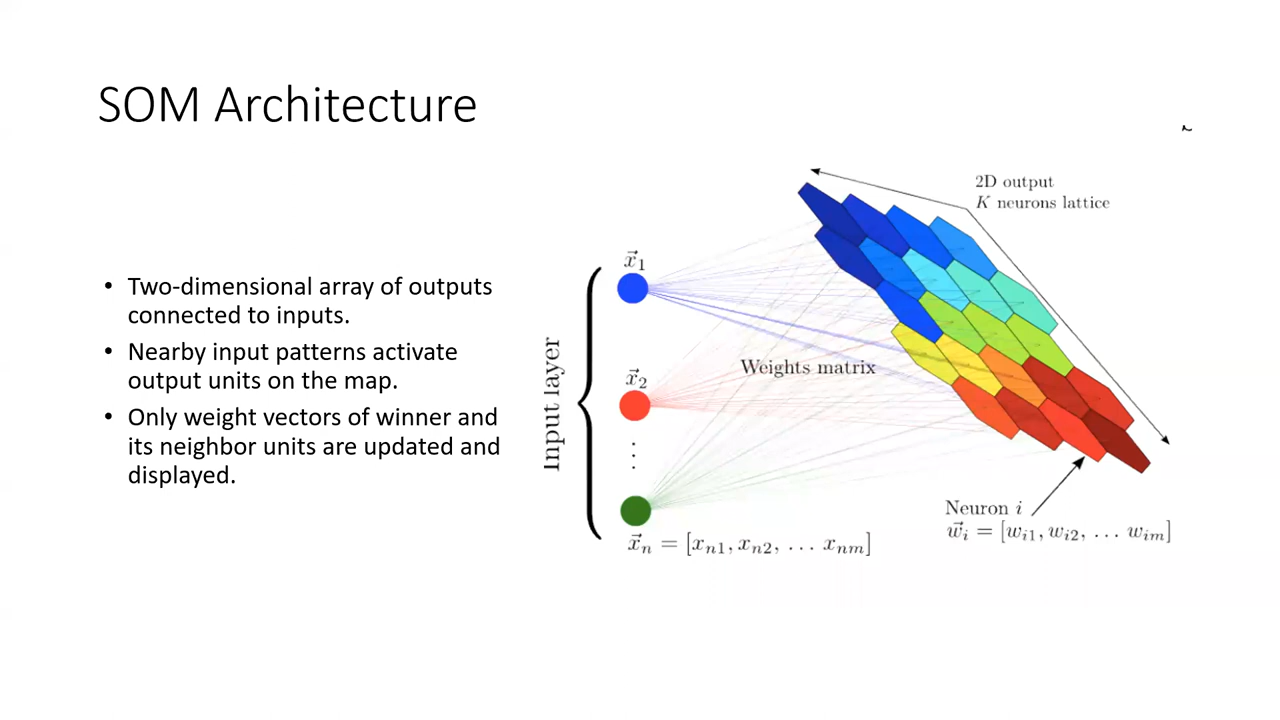 SOM Architecture
• Two-dimensional array of outputs
connected to inputs.
• Nearby input patterns activate
output units on the map.
• Only weight vectors of winner and
its neighbor units are updated and
displayed.
Input layer
x⃗₁
x⃗₂
⋮
x⃗ₙ = [xₙ₁, xₙ₂, … xₙₘ]
Weights matrix
2D output
K neurons lattice
Neuron i
w⃗ᵢ = [wᵢ₁, wᵢ₂, … wᵢₘ]